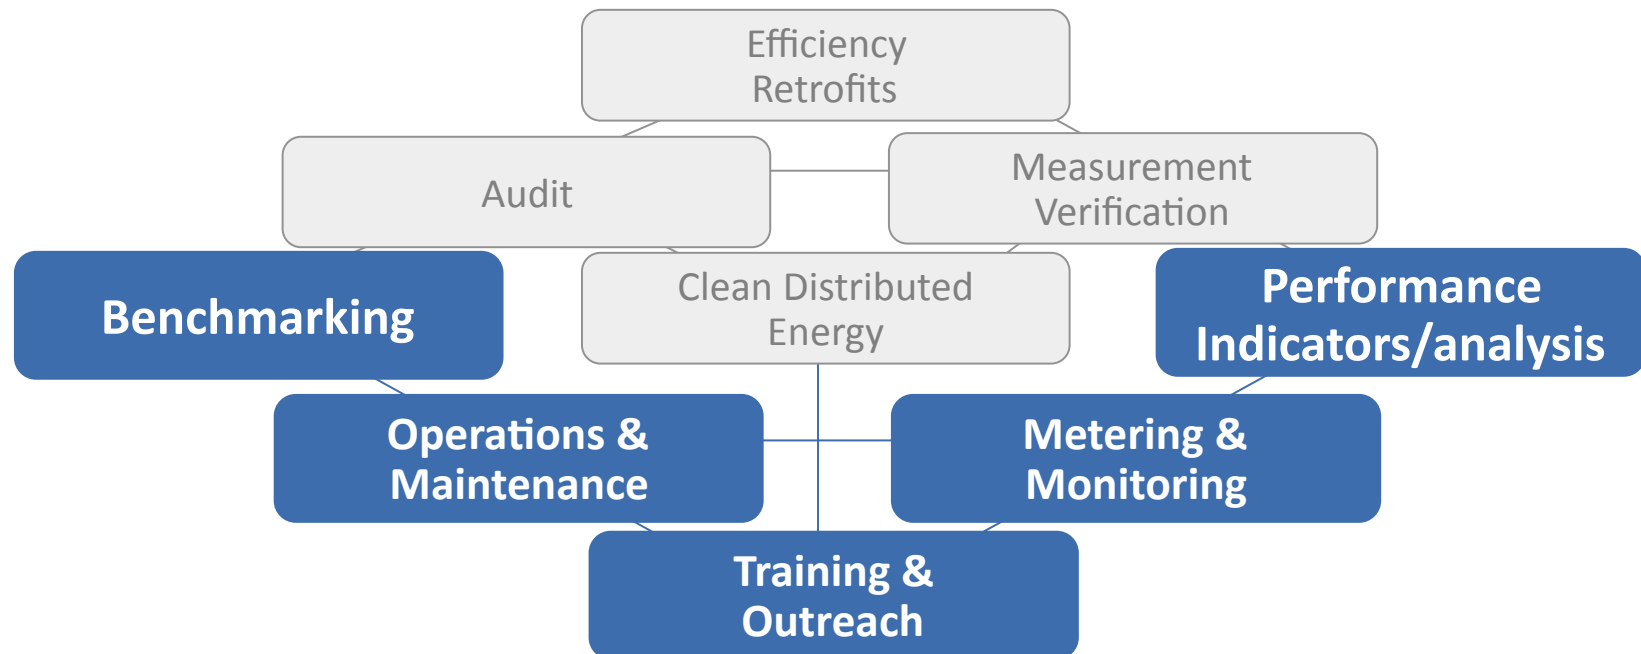 Efficiency
Retrofits
Audit
Measurement
Verification
Benchmarking
Clean Distributed
Energy
Performance
Indicators/analysis
Operations &
Maintenance
Metering &
Monitoring
Training &
Outreach